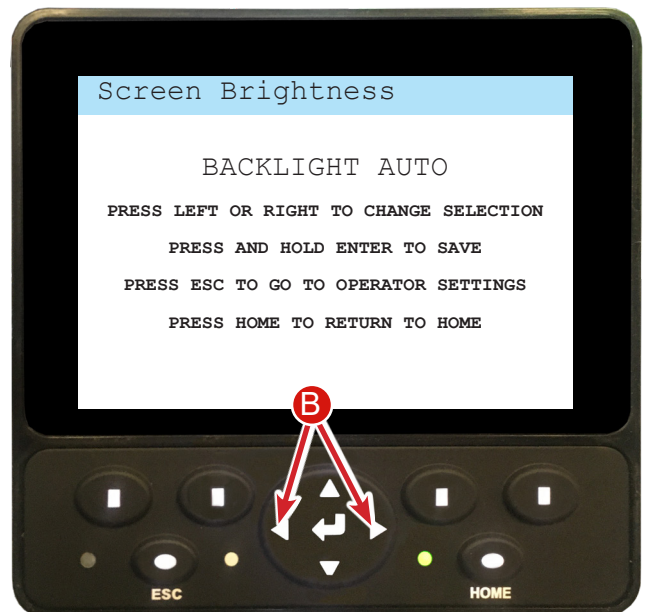 Screen Brightness
BACKLIGHT AUTO
PRESS LEFT OR RIGHT TO CHANGE SELECTION
PRESS AND HOLD ENTER TO SAVE
PRESS ESC TO GO TO OPERATOR SETTINGS
PRESS HOME TO RETURN TO HOME
B
ESC HOME